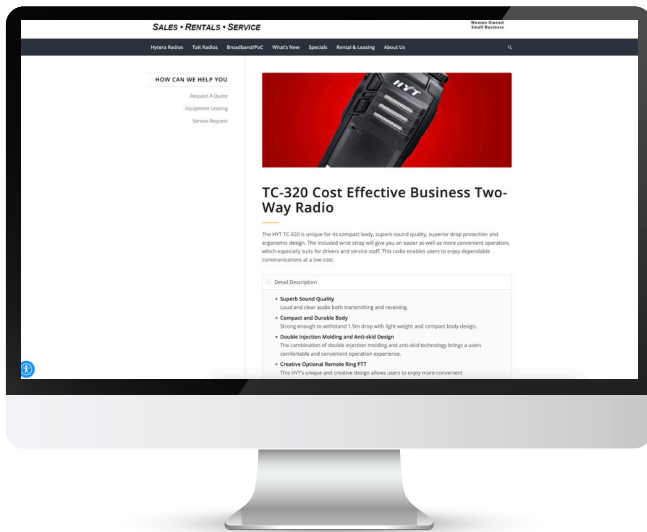 SALES • RENTALS • SERVICE
Women Owned
Small Business
Hytera Radios Tait Radios Broadband/PoC What's New Specials Rental & Leasing About Us
HOW CAN WE HELP YOU
Request A Quote
Equipment Leasing
Service Request
HYT
TC-320 Cost Effective Business Two-
Way Radio
The HYT TC-320 is unique for its compact body, superb sound quality, superior drop protection and
ergonomic design. The included wrist strap will give you an easier as well as more convenient operation,
which especially suits for drivers and service staff. This radio enables users to enjoy dependable
communications at a low cost.
Detail Description
• Superb Sound Quality
Loud and clear audio both transmitting and receiving.
• Compact and Durable Body
Strong enough to withstand 1.5m drop with light weight and compact body design.
• Double Injection Molding and Anti-skid Design
The combination of double injection molding and anti-skid technology brings a users
comfortable and convenient operation experience.
• Creative Optional Remote Ring PTT
This HYT's unique and creative design allows users to enjoy more convenient